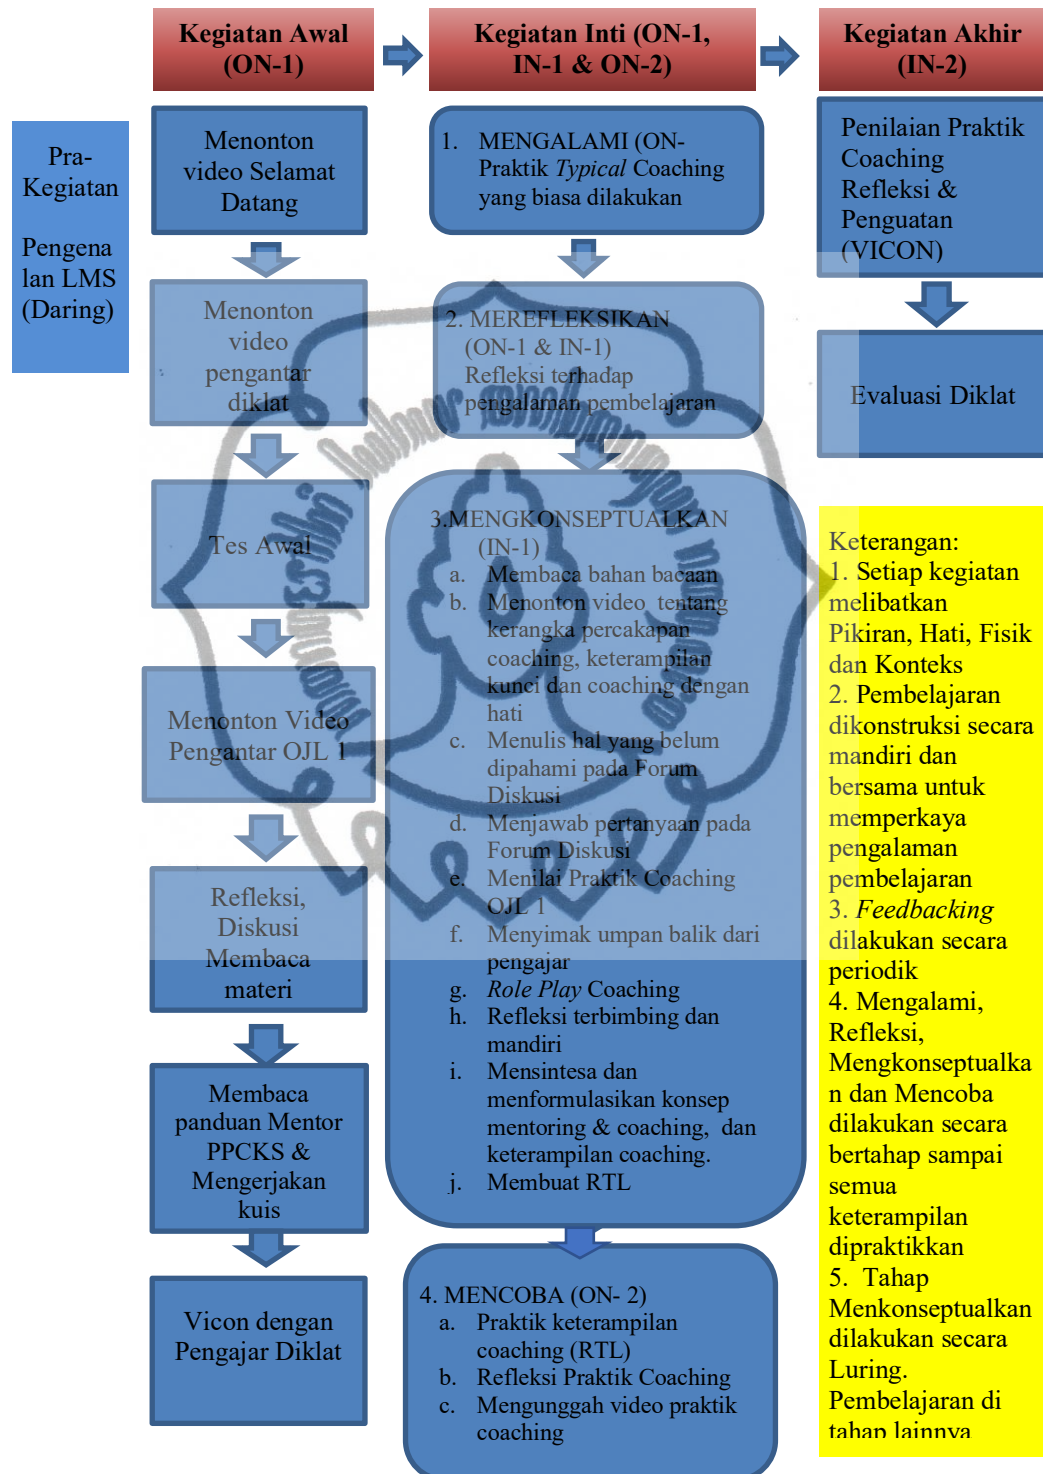 Kegiatan Awal
(ON-1)
Kegiatan Inti (ON-1,
IN-1 & ON-2)
Kegiatan Akhir
(IN-2)
Pra-
Kegiatan
Pengena
lan LMS
(Daring)
Menonton
video Selamat
Datang
Menonton
video
pengantar
diklat
Tes Awal
Menonton Video
Pengantar OJL 1
Refleksi,
Diskusi
Membaca
materi
Membaca
panduan Mentor
PPCKS &
Mengerjakan
kuis
Vicon dengan
Pengajar Diklat
1. MENGALAMI (ON-
Praktik Typical Coaching
yang biasa dilakukan
2. MEREFLEKSIKAN
(ON-1 & IN-1)
Refleksi terhadap
pengalaman pembelajaran
3.MENGKONSEPTUALKAN
(IN-1)
a. Membaca bahan bacaan
b. Menonton video tentang
kerangka percakapan
coaching, keterampilan
kunci dan coaching dengan
hati
c. Menulis hal yang belum
dipahami pada Forum
Diskusi
d. Menjawab pertanyaan pada
Forum Diskusi
e. Menilai Praktik Coaching
OJL 1
f. Menyimak umpan balik dari
pengajar
g. Role Play Coaching
h. Refleksi terbimbing dan
mandiri
i. Mensintesa dan
menformulasikan konsep
mentoring & coaching, dan
keterampilan coaching.
j. Membuat RTL
4. MENCOBA (ON- 2)
a. Praktik keterampilan
coaching (RTL)
b. Refleksi Praktik Coaching
c. Mengunggah video praktik
coaching
Penilaian Praktik
Coaching
Refleksi &
Penguatan
(VICON)
Evaluasi Diklat
Keterangan:
1. Setiap kegiatan
melibatkan
Pikiran, Hati, Fisik
dan Konteks
2. Pembelajaran
dikonstruksi secara
mandiri dan
bersama untuk
memperkaya
pengalaman
pembelajaran
3. Feedbacking
dilakukan secara
periodik
4. Mengalami,
Refleksi,
Mengkonseptualka
n dan Mencoba
dilakukan secara
bertahap sampai
semua
keterampilan
dipraktikkan
5. Tahap
Menkonseptualkan
dilakukan secara
Luring.
Pembelajaran di
tahap lainnya